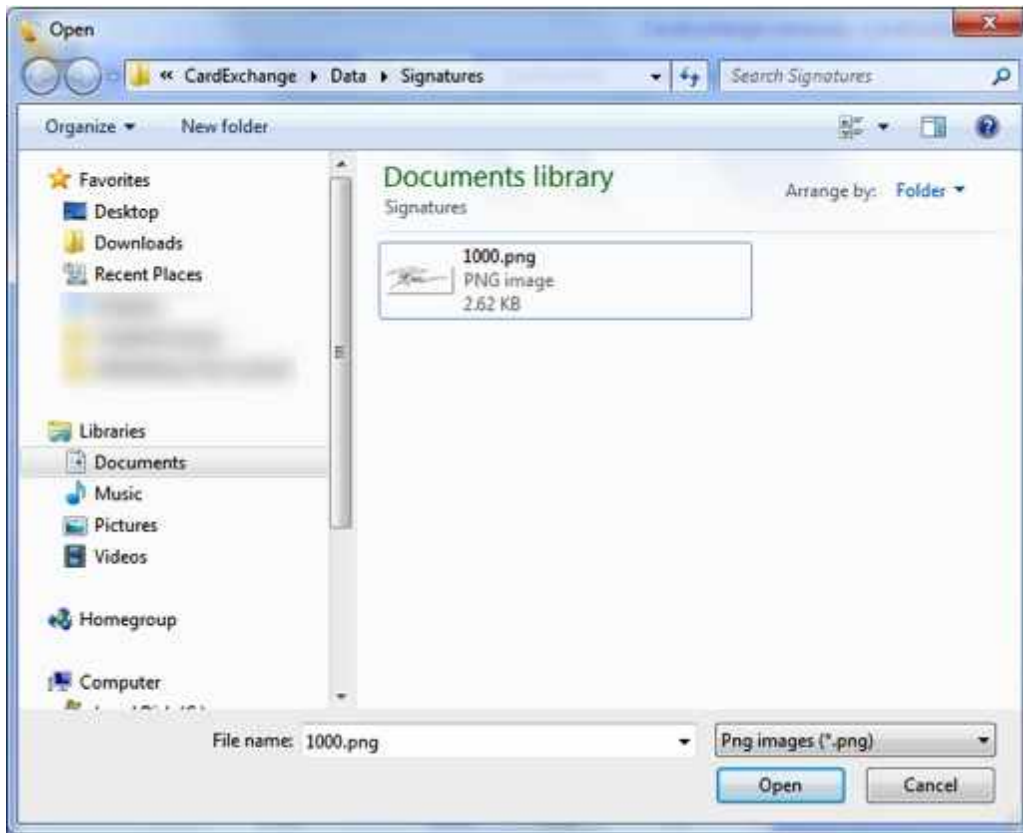 Open
« CardExchange ▸ Data ▸ Signatures
Search Signatures
Organize
New folder
Favorites
Desktop
Downloads
Recent Places
Libraries
Documents
Music
Pictures
Videos
Homegroup
Computer
Documents library
Signatures
Arrange by: Folder
1000.png
PNG image
2.62 KB
File name: 1000.png
Png images (*.png)
Open
Cancel